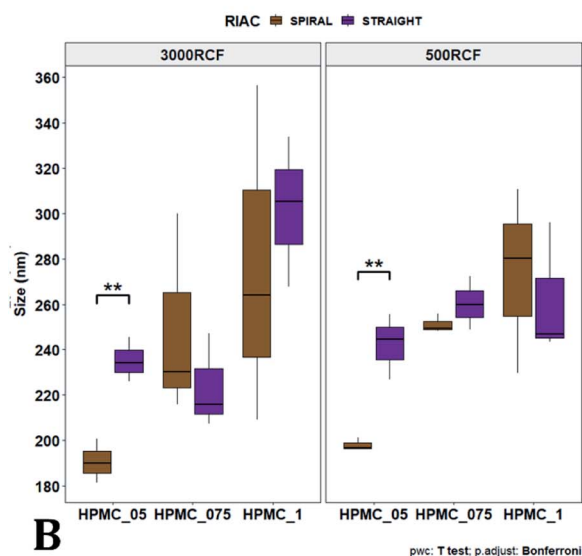 RIAC SPIRAL STRAIGHT
3000RCF 500RCF
360
340
320
300
280
260
240
220
200
180
Size (nm)
**
**
HPMC_05 HPMC_075 HPMC_1 HPMC_05 HPMC_075 HPMC_1
B
pwc: T test; p.adjust: Bonferroni